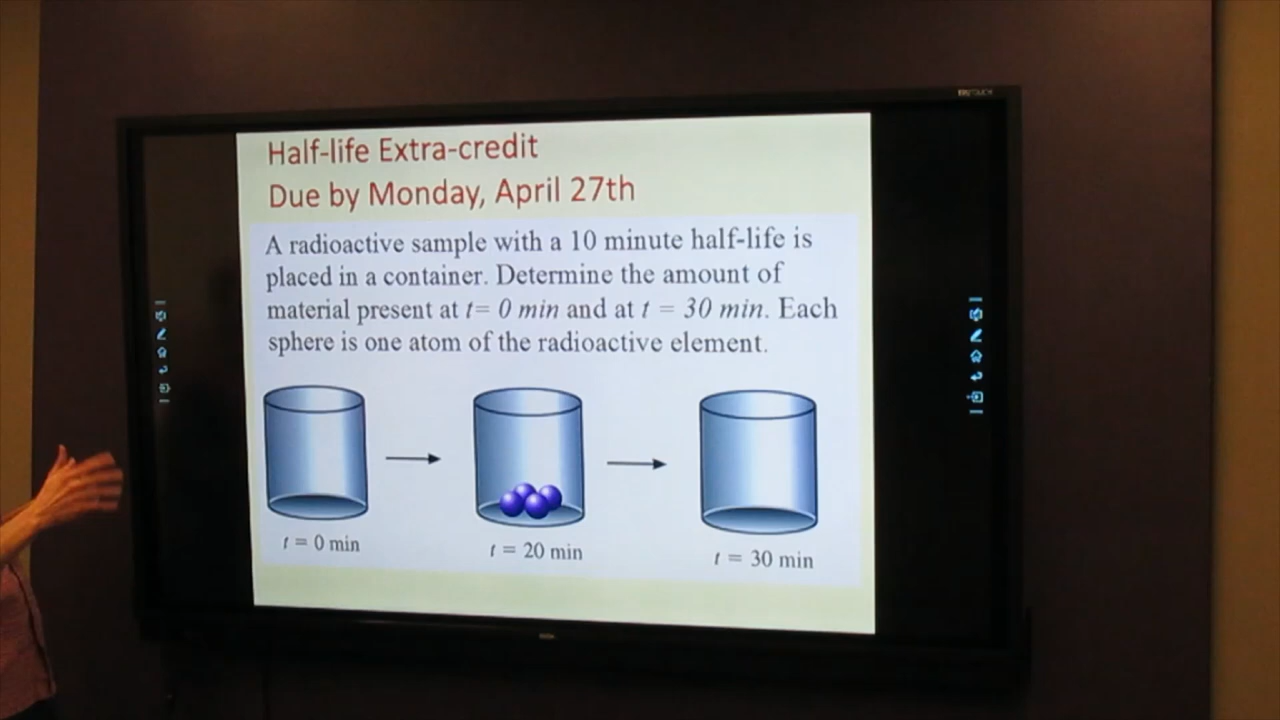 Half-life Extra-credit
Due by Monday, April 27th
A radioactive sample with a 10 minute half-life is
placed in a container. Determine the amount of
material present at t= 0 min and at t = 30 min. Each
sphere is one atom of the radioactive element.
t = 0 min
t = 20 min
t = 30 min